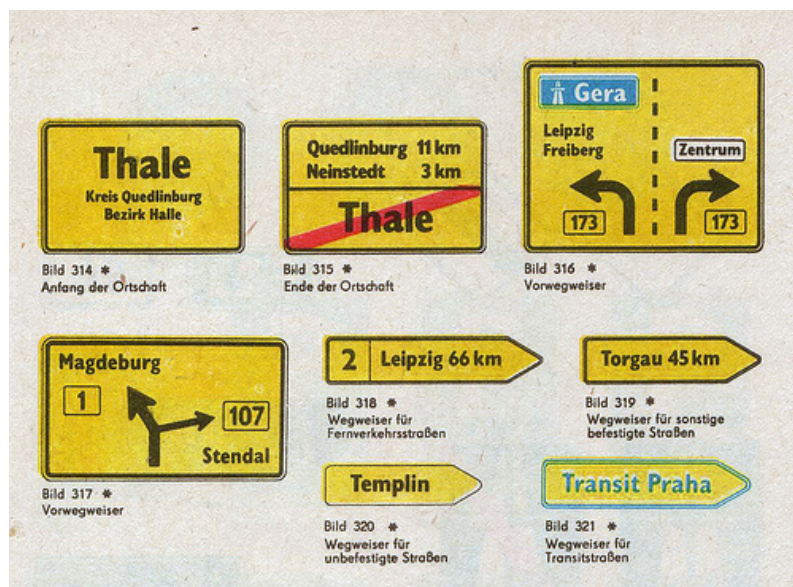 Thale
Kreis Quedlinburg
Bezirk Halle
Bild 314 *
Anfang der Ortschaft
Quedlinburg 11 km
Neinstedt 3 km
Thale
Bild 315 *
Ende der Ortschaft
Gera
Leipzig
Freiberg
Zentrum
173
173
Bild 316 *
Vorwegweiser
Magdeburg
1
107
Stendal
Bild 317 *
Vorwegweiser
2 Leipzig 66 km
Bild 318 *
Wegweiser für
Fernverkehrsstraßen
Torgau 45 km
Bild 319 *
Wegweiser für sonstige
befestigte Straßen
Templin
Bild 320 *
Wegweiser für
unbefestigte Straßen
Transit Praha
Bild 321 *
Wegweiser für
Transitstraßen